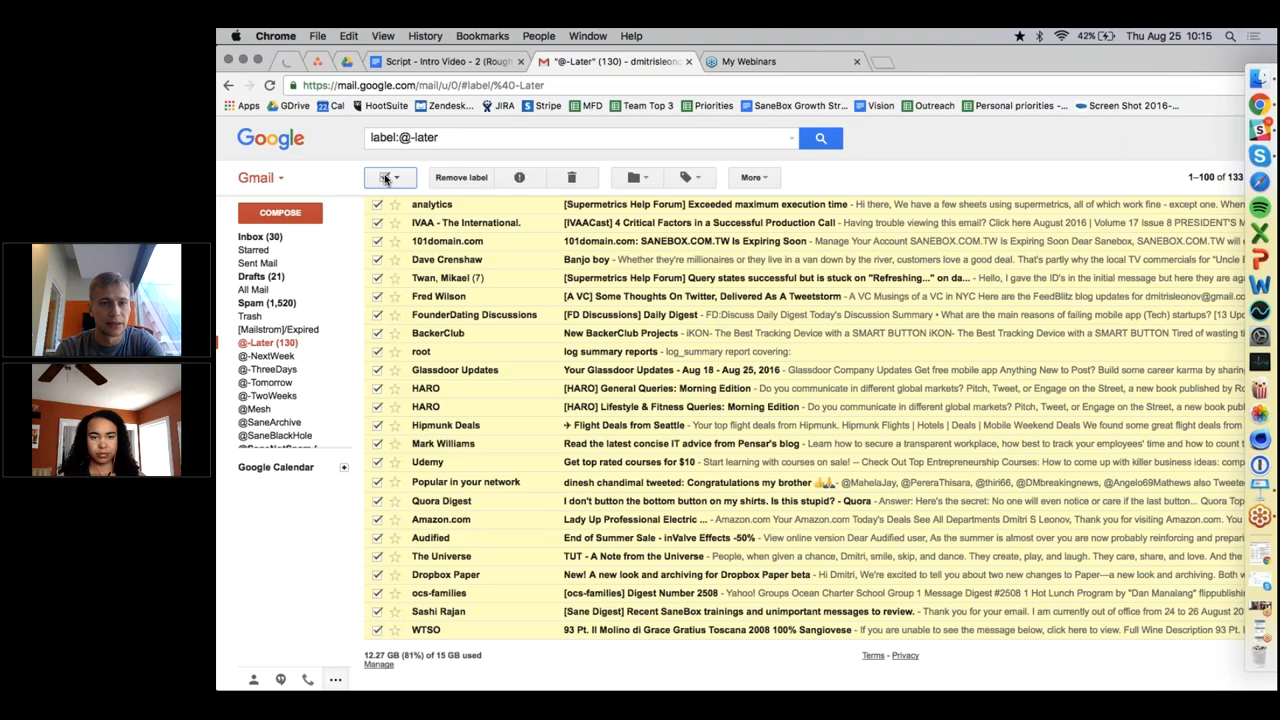 Chrome File Edit View History Bookmarks People Window Help 42% Thu Aug 25 10:15
Script - Intro Video - 2 (Rough "@-Later" (130) - dmitrisleono My Webinars
https://mail.google.com/mail/u/0/#label/%40-Later
Apps GDrive 22 Cal HootSuite Zendesk... JIRA Stripe MFD Team Top 3 Priorities SaneBox Growth Str... Vision Outreach Personal priorities -... Screen Shot 2016-...
Google label:@-later
Gmail Remove label More 1–100 of 133
COMPOSE
Inbox (30)
Starred
Sent Mail
Drafts (21)
All Mail
Spam (1,520)
Trash
[Mailstrom]/Expired
@-Later (130)
@-NextWeek
@-ThreeDays
@-Tomorrow
@-TwoWeeks
@Mesh
@SaneArchive
@SaneBlackHole
Google Calendar
analytics [Supermetrics Help Forum] Exceeded maximum execution time - Hi there, We have a few sheets using supermetrics, all of which work fine - except one. When
IVAA - The International. [IVAACast] 4 Critical Factors in a Successful Production Call - Having trouble viewing this email? Click here August 2016 | Volume 17 Issue 8 PRESIDENT'S M
101domain.com 101domain.com: SANEBOX.COM.TW Is Expiring Soon - Manage Your Account SANEBOX.COM.TW Is Expiring Soon Dear Sanebox, SANEBOX.COM.TW will
Dave Crenshaw Banjo boy - Whether they're millionaires or they live in a van down by the river, customers love a good deal. That's partly why the local TV commercials for "Uncle
Twan, Mikael (7) [Supermetrics Help Forum] Query states successful but is stuck on "Refreshing..." on da... - Hello, I gave the ID's in the initial message but here they are ag
Fred Wilson [A VC] Some Thoughts On Twitter, Delivered As A Tweetstorm - A VC Musings of a VC in NYC Here are the FeedBlitz blog updates for dmitrisleonov@gmail.co
FounderDating Discussions [FD Discussions] Daily Digest - FD:Discuss Daily Digest Today's Discussion Summary • What are the main reasons of failing mobile app (Tech) startups? [13 Up
BackerClub New BackerClub Projects - iKON- The Best Tracking Device with a SMART BUTTON iKON- The Best Tracking Device with a SMART BUTTON Tired of wasting ti
root log summary reports - log_summary report covering:
Glassdoor Updates Your Glassdoor Updates - Aug 18 - Aug 25, 2016 - Glassdoor Company Updates Get free mobile app Anything New to Post? Build some career karma by sharing
HARO [HARO] General Queries: Morning Edition - Do you communicate in different global markets? Pitch, Tweet, or Engage on the Street, a new book published by Ro
HARO [HARO] Lifestyle & Fitness Queries: Morning Edition - Do you communicate in different global markets? Pitch, Tweet, or Engage on the Street, a new book
Hipmunk Deals ✈ Flight Deals from Seattle - Your top flight deals from Hipmunk. Hipmunk Flights | Hotels | Deals | Mobile Weekend Deals We found some great flight deals from
Mark Williams Read the latest concise IT advice from Pensar's blog - Learn how to secure a transparent workplace, how best to track your employees' time and how to count t
Udemy Get top rated courses for $10 - Start learning with courses on sale! -- Check Out Top Entrepreneurship Courses: How to come up with killer business ideas: comp
Popular in your network dinesh chandimal tweeted: Congratulations my brother 👍🙏 - @MahelaJay, @PereraThisara, @thiri66, @DMbreakingnews, @Angelo69Mathews also Tweete
Quora Digest I don't button the bottom button on my shirts. Is this stupid? - Quora - Answer: Here's the secret: No one will even notice or care if the last button... Quora Top
Amazon.com Lady Up Professional Electric ... - Amazon.com Your Amazon.com Today's Deals See All Departments Dmitri S Leonov, Thank you for visiting Amazon.com. You
Audified End of Summer Sale - inValve Effects -50% - View online version Dear Audified user, As the summer is almost over you are now probably reinforcing and prepari
The Universe TUT - A Note from the Universe - People, when given a chance, Dmitri, smile, skip, and dance. They create, play, and laugh. They care, share, and love. And the
Dropbox Paper New! A new look and archiving for Dropbox Paper beta - Hi Dmitri, We're excited to tell you about two new changes to Paper—a new look and archiving. Both w
ocs-families [ocs-families] Digest Number 2508 - Yahoo! Groups Ocean Charter School Group 1 Message Digest #2508 1 Hot Lunch Program by "Dan Manalang" flippublishing
Sashi Rajan [Sane Digest] Recent SaneBox trainings and unimportant messages to review. - Thank you for your email. I am currently out of office from 24 to 26 August 20
WTSO 93 Pt. Il Molino di Grace Gratius Toscana 2008 100% Sangiovese - If you are unable to see the message below, click here to view. Full Wine Description 93 Pt. I
12.27 GB (81%) of 15 GB used
Manage
Terms - Privacy